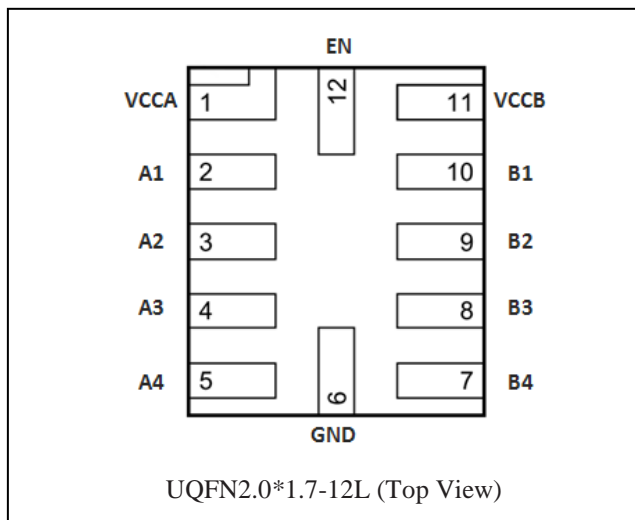 EN
VCCA 1 12 11 VCCB
A1 2 10 B1
A2 3 9 B2
A3 4 8 B3
A4 5 6 7 B4
GND
UQFN2.0*1.7-12L (Top View)